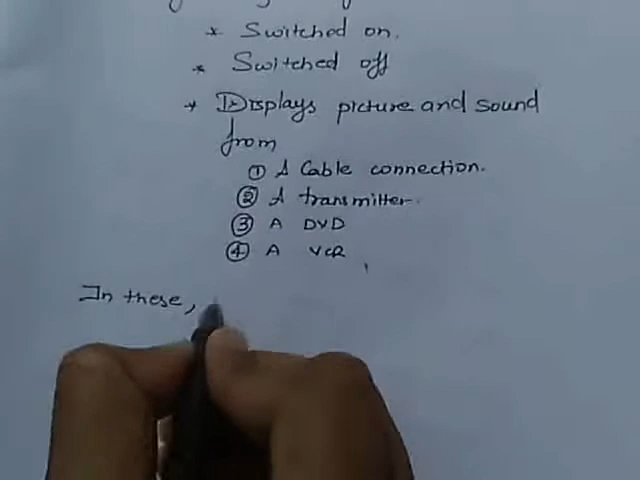 * Switched on.
* Switched off
* Displays picture and sound
from
① A Cable connection.
② A transmitter.
③ A DVD
④ A VCR
In these,